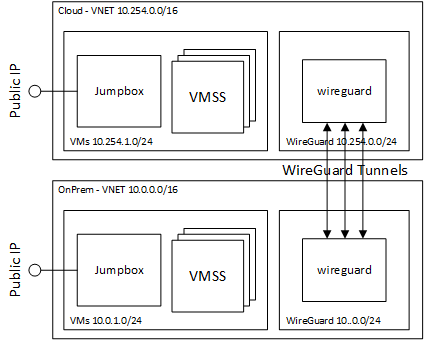 Cloud - VNET 10.254.0.0/16
Public IP
Jumpbox
VMSS
wireguard
VMs 10.254.1.0/24
WireGuard 10.254.0.0/24
WireGuard Tunnels
OnPrem - VNET 10.0.0.0/16
Public IP
Jumpbox
VMSS
wireguard
VMs 10.0.1.0/24
WireGuard 10..0.0/24